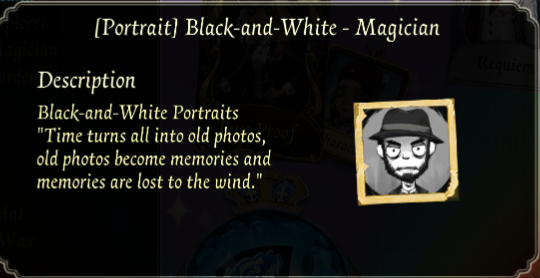 [Portrait] Black-and-White - Magician
Description
Black-and-White Portraits
"Time turns all into old photos,
old photos become memories and
memories are lost to the wind."
Requiem